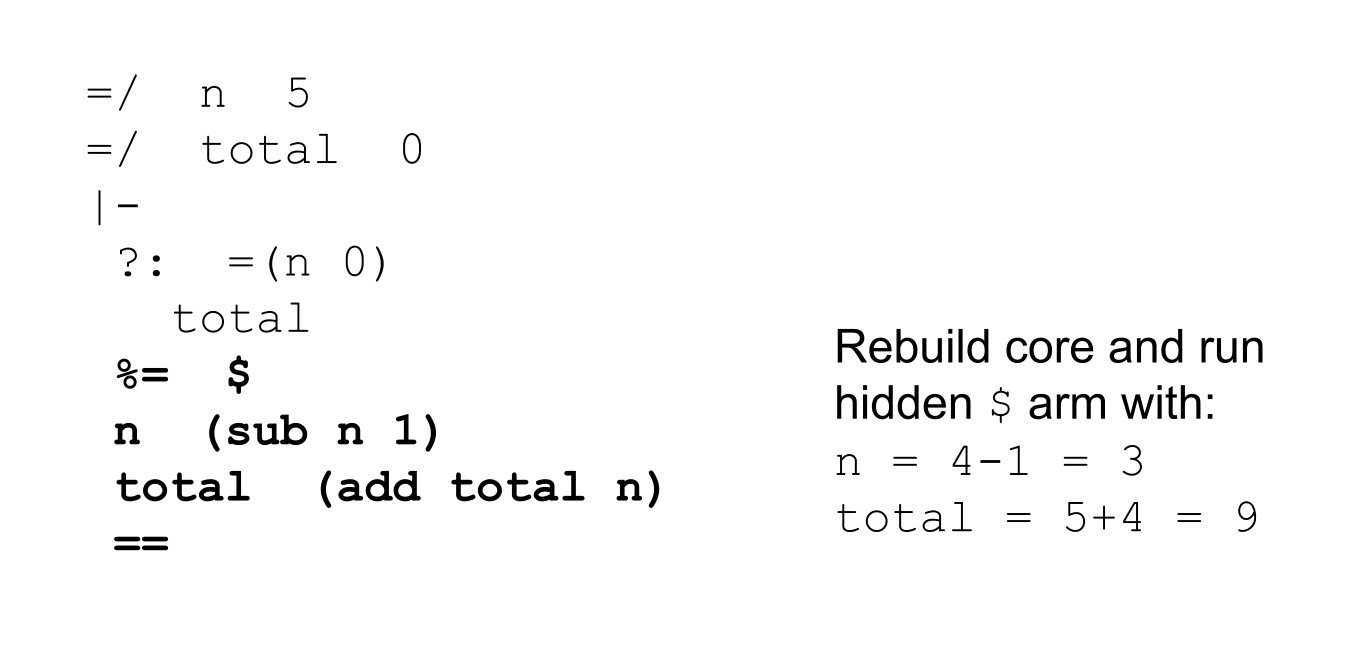 =/  n  5
=/  total  0
|-
?:  =(n 0)
total
%=  $
n  (sub n 1)
total  (add total n)
==
Rebuild core and run
hidden $ arm with:
n = 4-1 = 3
total = 5+4 = 9